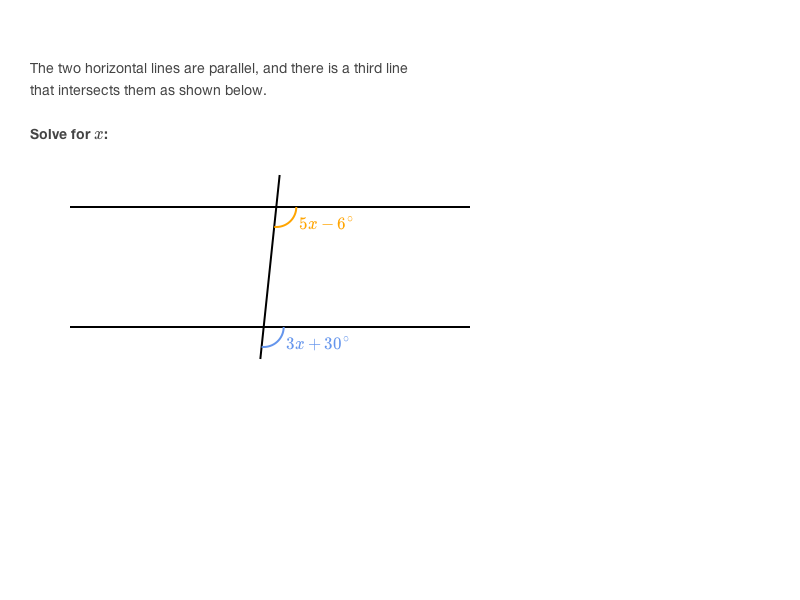 The two horizontal lines are parallel, and there is a third line
that intersects them as shown below.
Solve for x:
5x − 6°
3x + 30°